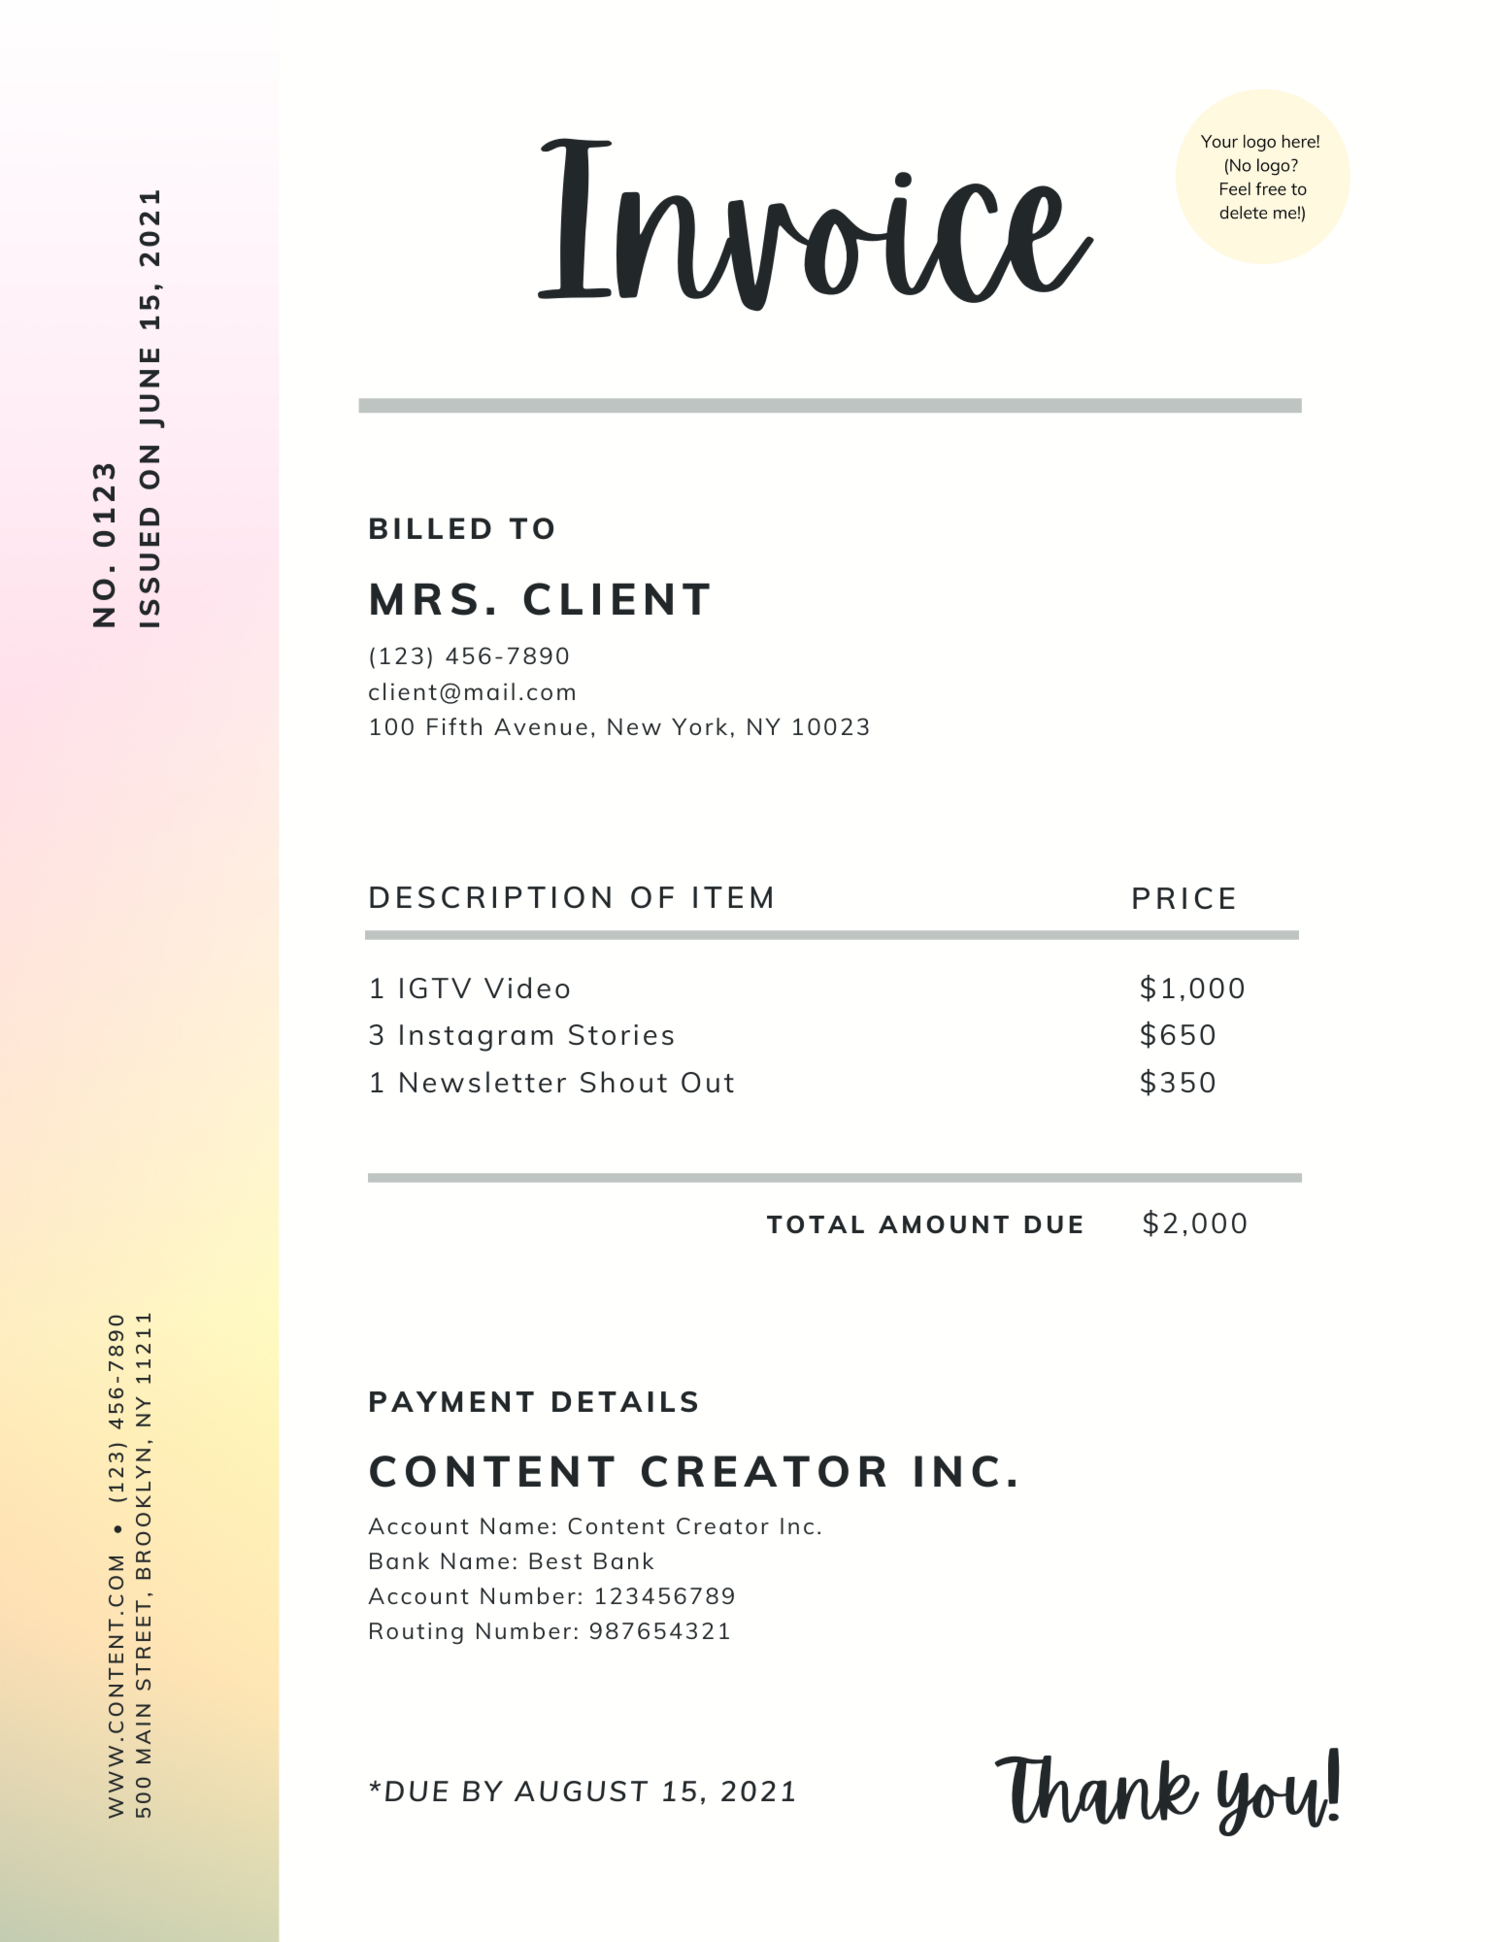 Invoice
Your logo here!
(No logo?
Feel free to
delete me!)
NO. 0123
ISSUED ON JUNE 15, 2021
BILLED TO
MRS. CLIENT
(123) 456-7890
client@mail.com
100 Fifth Avenue, New York, NY 10023
DESCRIPTION OF ITEM PRICE
1 IGTV Video $1,000
3 Instagram Stories $650
1 Newsletter Shout Out $350
TOTAL AMOUNT DUE $2,000
PAYMENT DETAILS
CONTENT CREATOR INC.
Account Name: Content Creator Inc.
Bank Name: Best Bank
Account Number: 123456789
Routing Number: 987654321
WWW.CONTENT.COM • (123) 456-7890
500 MAIN STREET, BROOKLYN, NY 11211
*DUE BY AUGUST 15, 2021
Thank you!